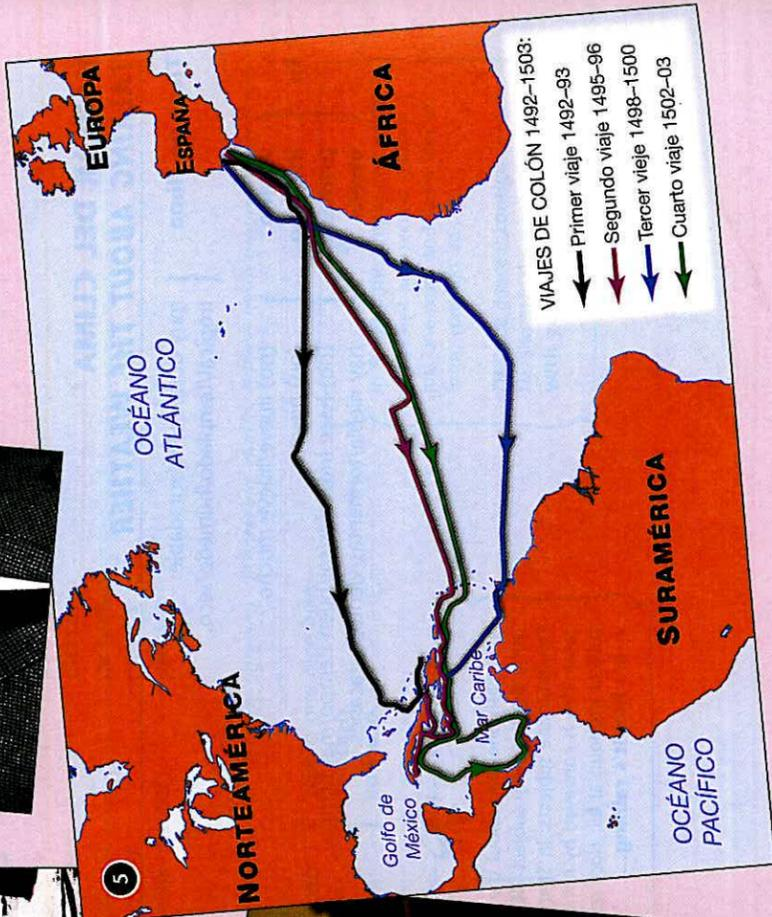 5
EUROPA
ESPAÑA
ÁFRICA
OCÉANO
ATLÁNTICO
NORTEAMÉRICA
Golfo de
México
Mar Caribe
SURAMÉRICA
OCÉANO
PACÍFICO
VIAJES DE COLÓN 1492–1503:
Primer viaje 1492–93
Segundo viaje 1495–96
Tercer vieje 1498–1500
Cuarto viaje 1502–03